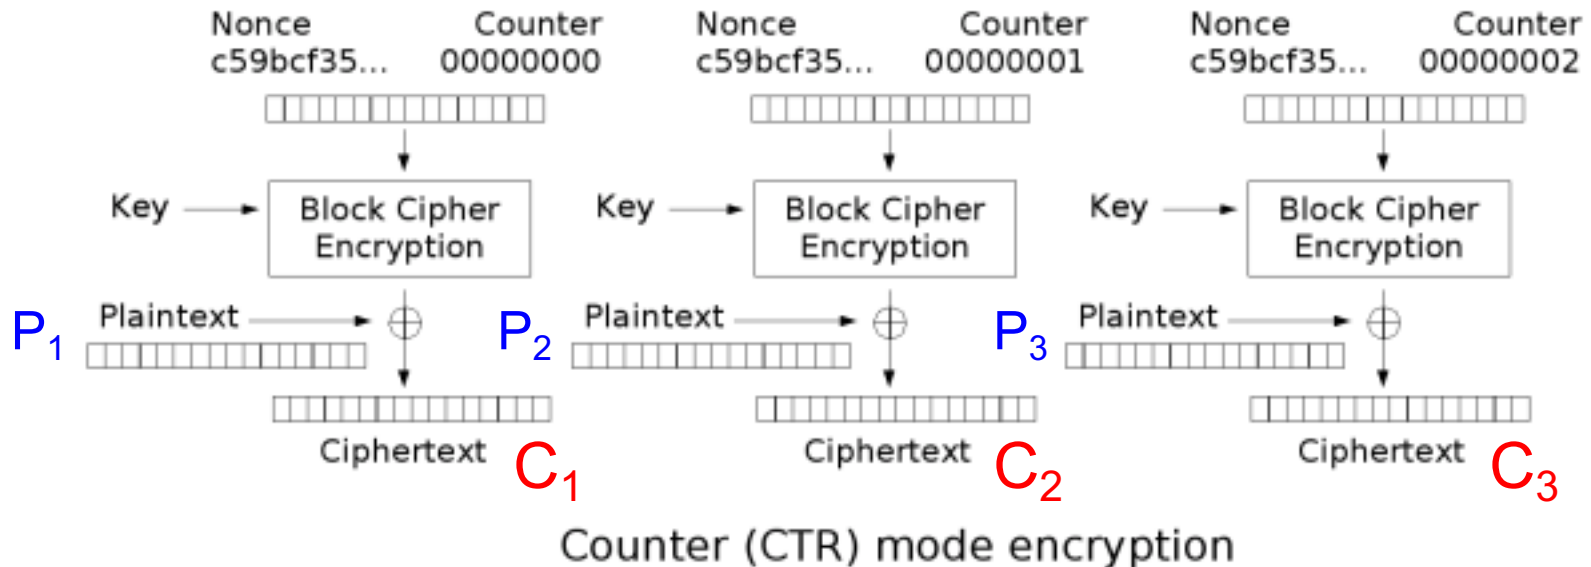 Nonce Counter Nonce Counter Nonce Counter
c59bcf35... 00000000 c59bcf35... 00000001 c59bcf35... 00000002
Key Block Cipher Encryption Key Block Cipher Encryption Key Block Cipher Encryption
P1 Plaintext P2 Plaintext P3 Plaintext
Ciphertext C1 Ciphertext C2 Ciphertext C3
Counter (CTR) mode encryption